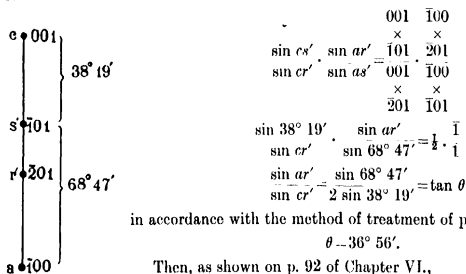 c 001
38° 19′
s′ 1̄01
r′ 2̄01
68° 47′
a 1̄00
001 1̄00
× ×
sin cs′ / sin cr′ · sin ar′ / sin as′ = 1̄01 / 001 · 2̄01 / 1̄00
× ×
2̄01 1̄01
sin 38° 19′ / sin cr′ · sin ar′ / sin 68° 47′ = ½ · 1̄ / 1̄
sin ar′ / sin cr′ = sin 68° 47′ / 2 sin 38° 19′ = tan θ
in accordance with the method of treatment of p
θ = 36° 56′.
Then, as shown on p. 92 of Chapter VI.,